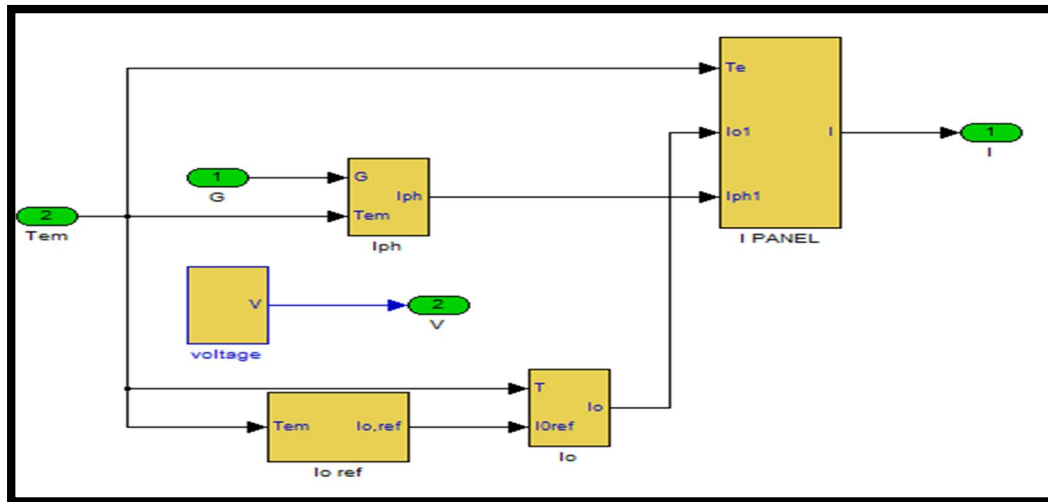 Te
Io1
I
Iph1
I PANEL
1
I
1
G
G
Tem
Iph
Iph
2
Tem
V
voltage
2
V
T
I0ref
Io
Io
Tem
Io,ref
Io ref